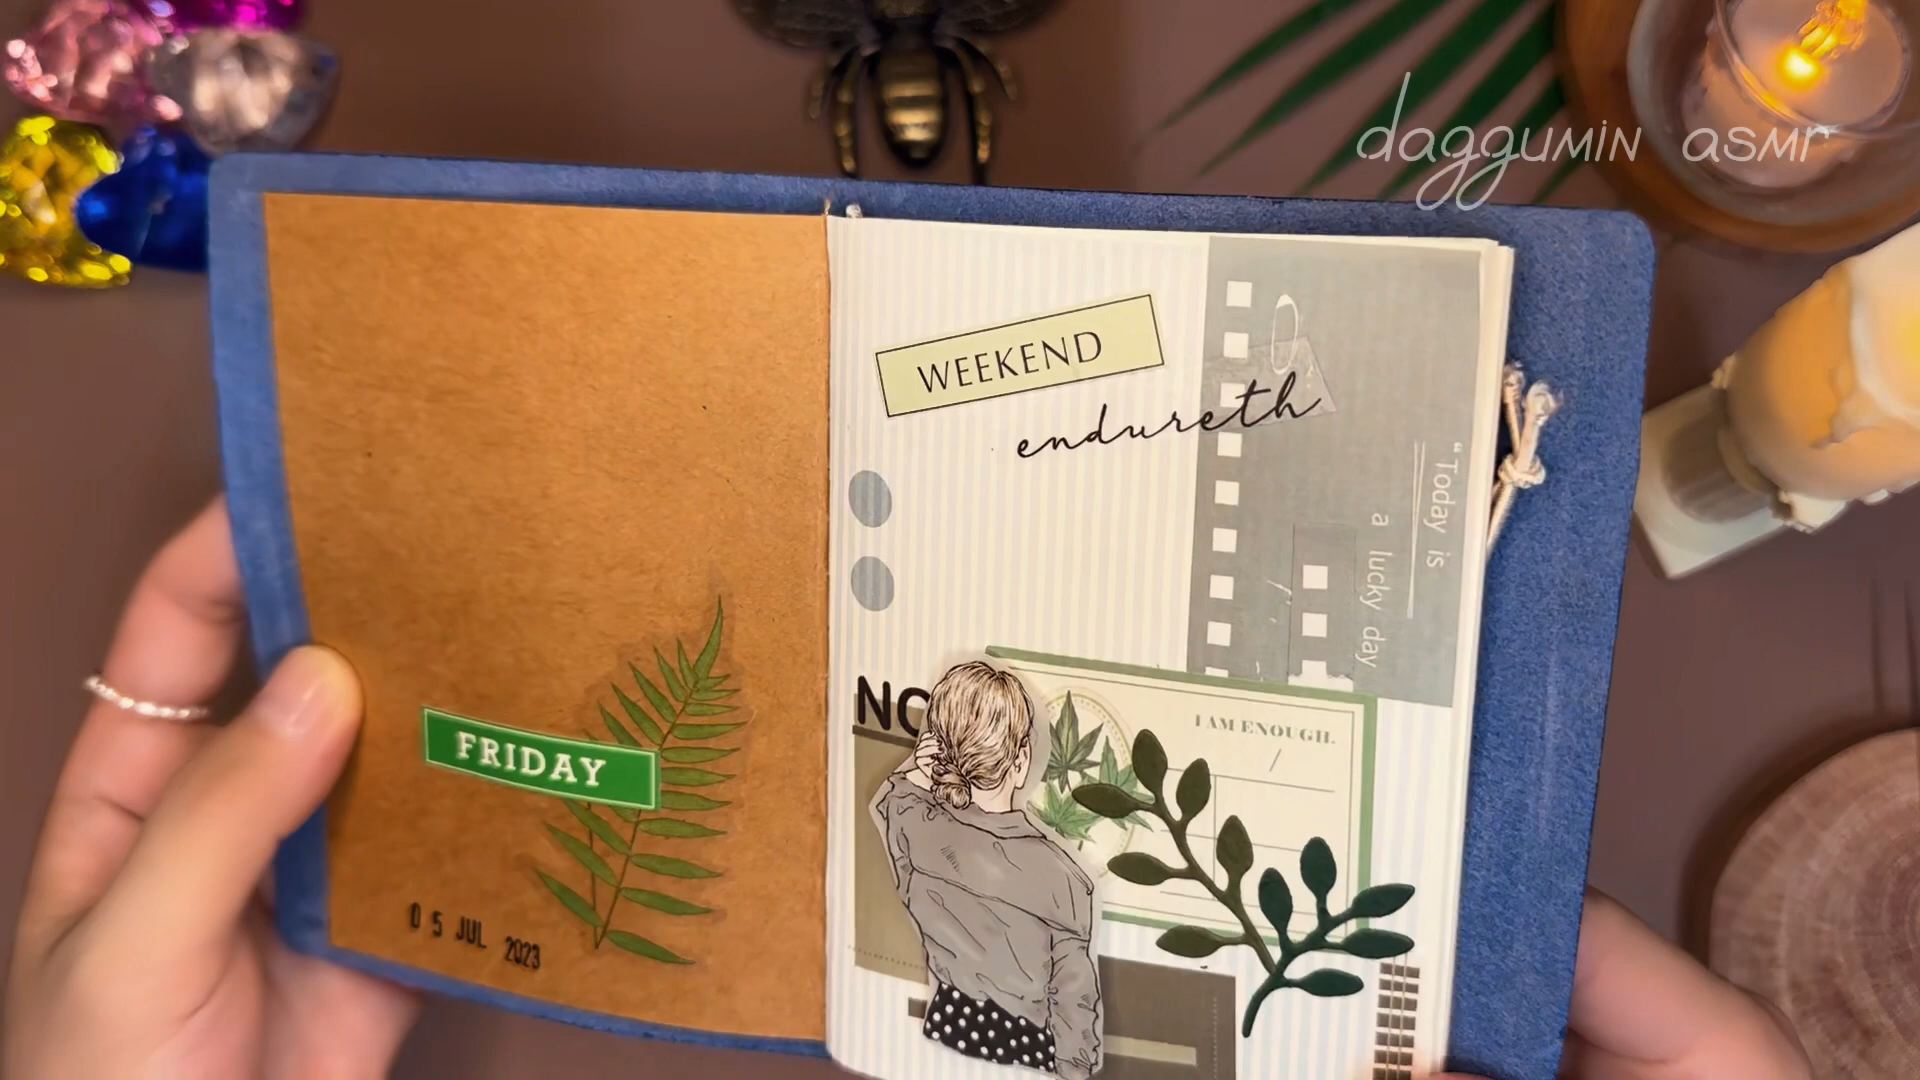 daggumin asmr
WEEKEND
endureth
"Today is
a lucky day
NO
I AM ENOUGH.
FRIDAY
05 JUL 2023